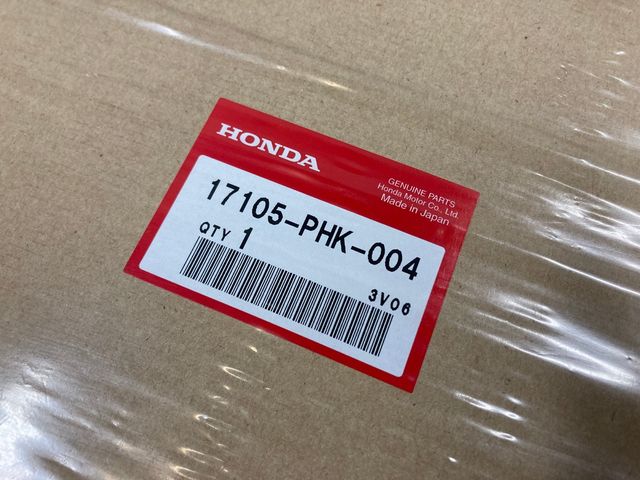 HONDA
GENUINE PARTS
Honda Motor Co., Ltd.
Made in Japan
17105-PHK-004
QTY 1
3V06